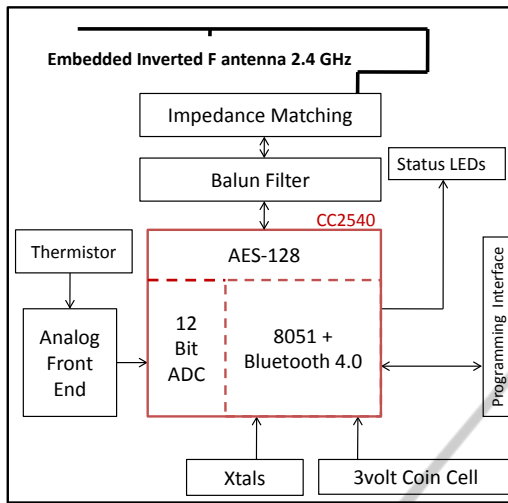 Embedded Inverted F antenna 2.4 GHz
Impedance Matching
Balun Filter
Status LEDs
CC2540
AES-128
Thermistor
12
Bit
ADC
8051 +
Bluetooth 4.0
Analog
Front
End
Programming Interface
Xtals
3volt Coin Cell